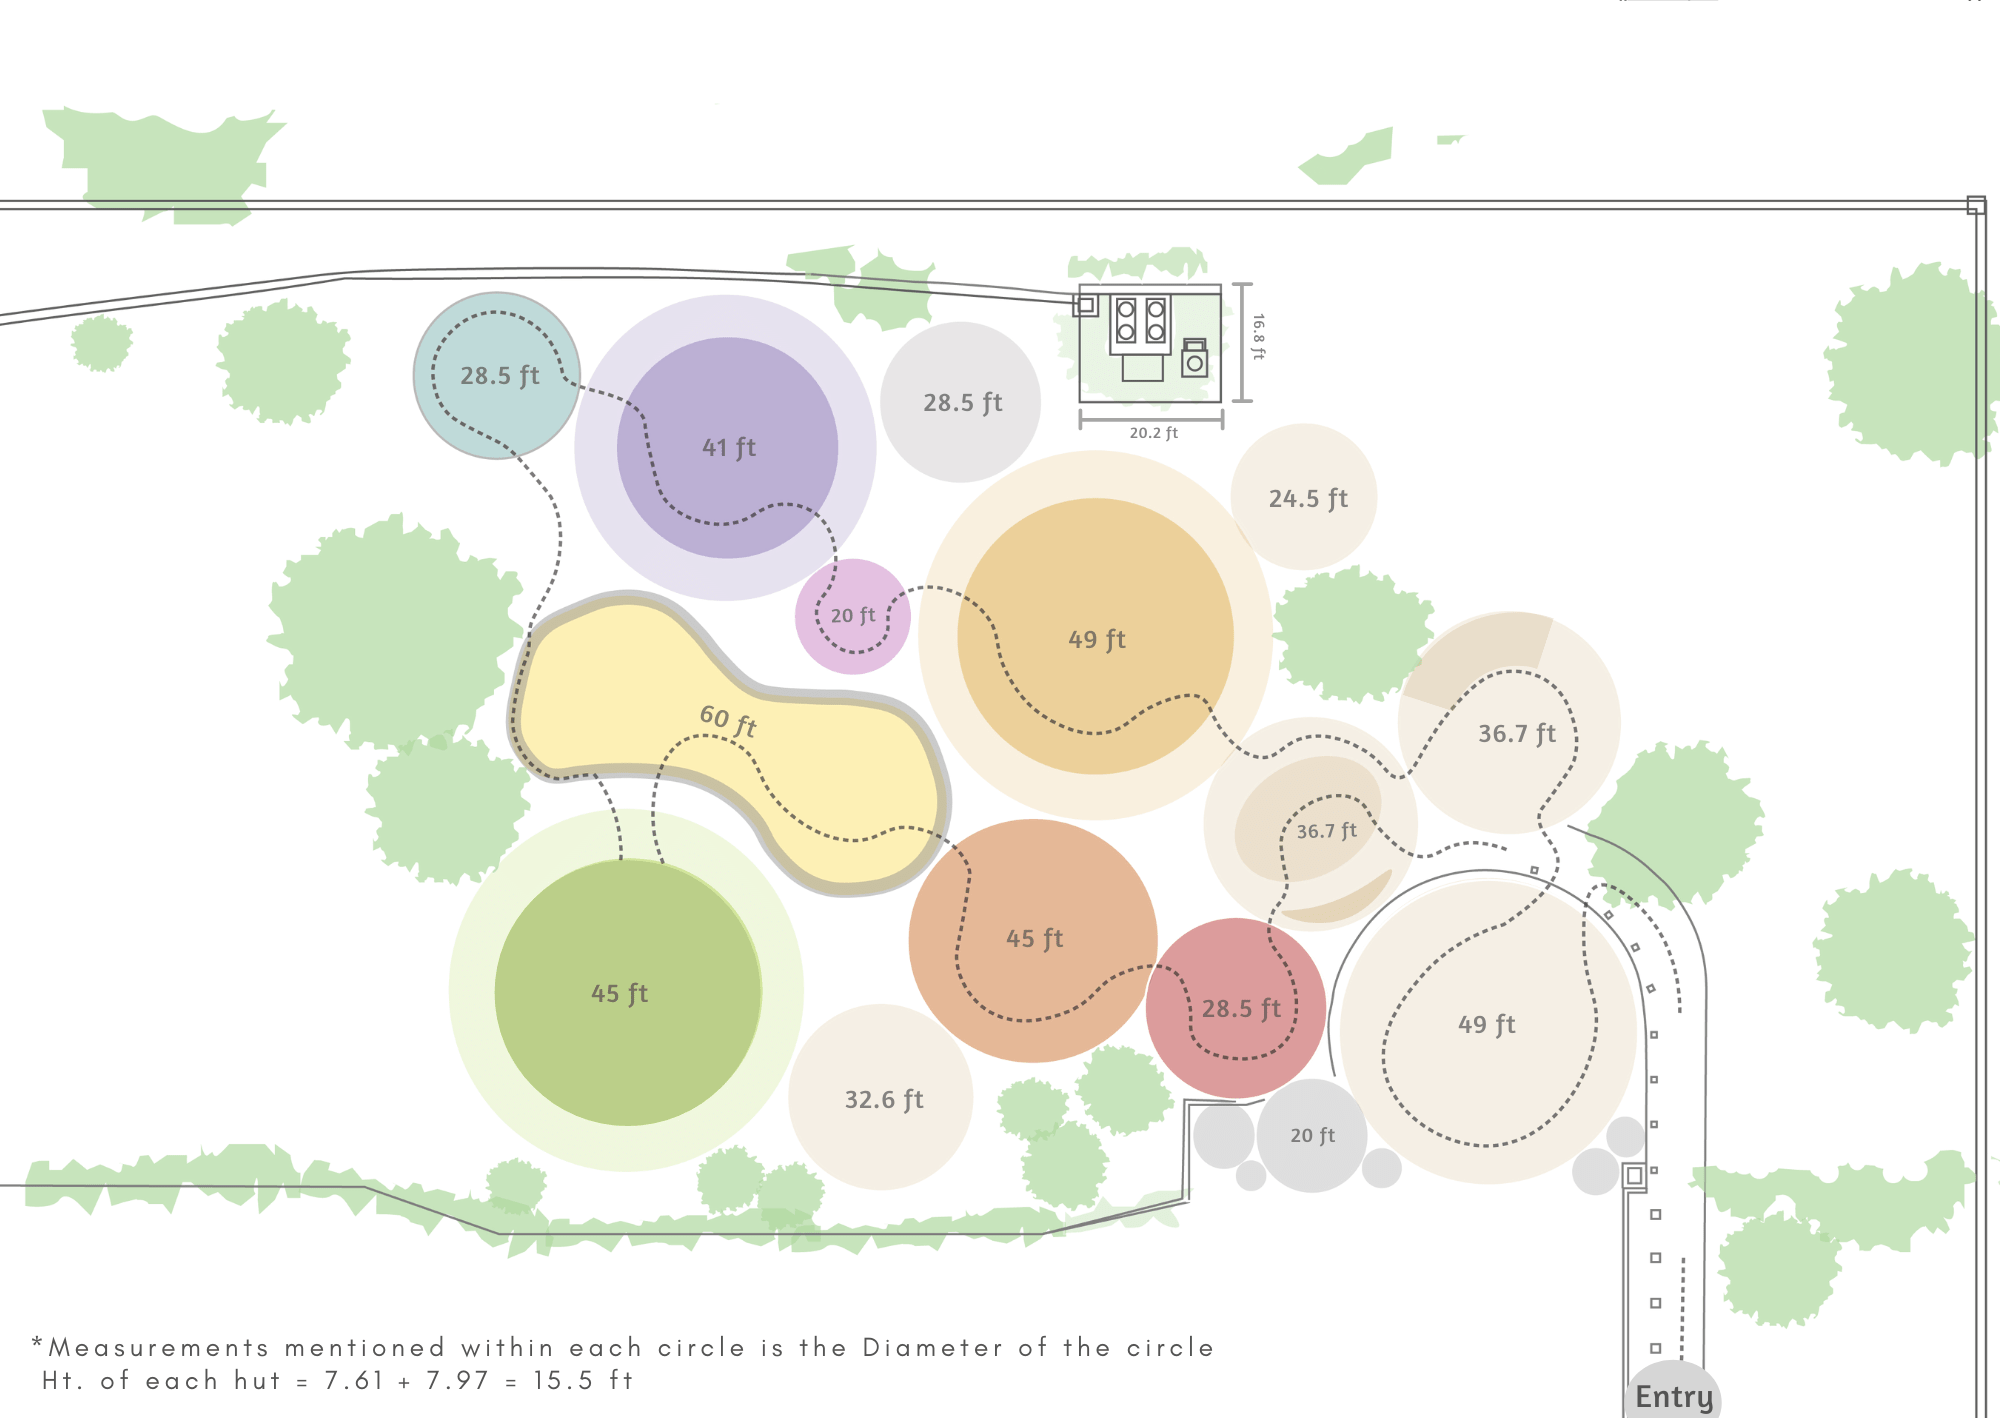 16.8 ft
28.5 ft
28.5 ft
20.2 ft
41 ft
24.5 ft
20 ft
49 ft
60 ft
36.7 ft
36.7 ft
45 ft
45 ft
28.5 ft
49 ft
32.6 ft
20 ft
*Measurements mentioned within each circle is the Diameter of the circle
Ht. of each hut = 7.61 + 7.97 = 15.5 ft
Entry